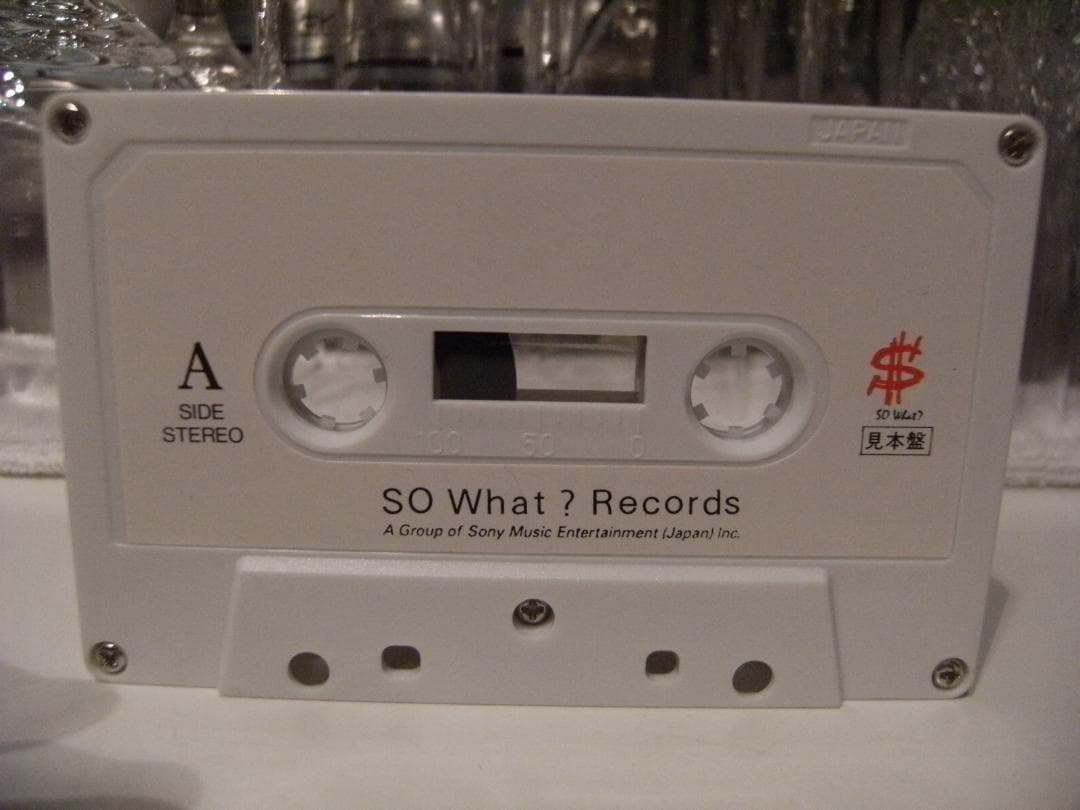 JAPAN
A
SIDE
STEREO
$
SO What?
見本盤
100 50 0
SO What ? Records
A Group of Sony Music Entertainment (Japan) Inc.